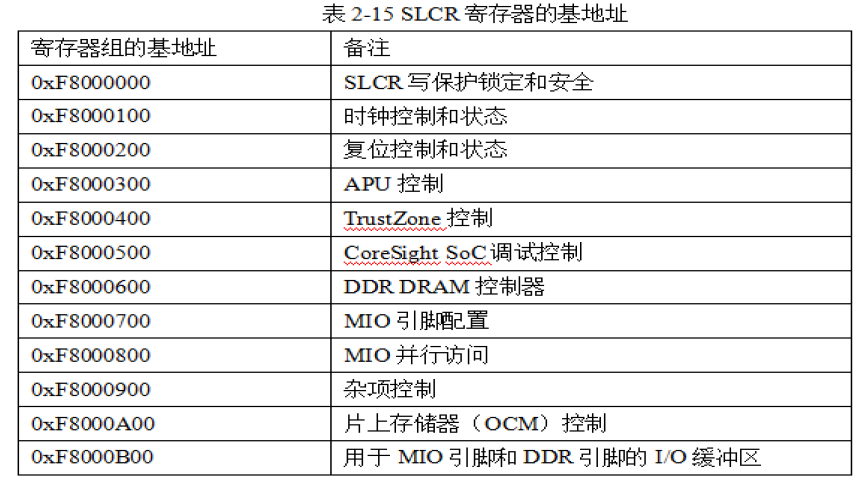 表 2-15 SLCR 寄存器的基地址
寄存器组的基地址 备注
0xF8000000 SLCR 写保护锁定和安全
0xF8000100 时钟控制和状态
0xF8000200 复位控制和状态
0xF8000300 APU 控制
0xF8000400 TrustZone 控制
0xF8000500 CoreSight SoC 调试控制
0xF8000600 DDR DRAM 控制器
0xF8000700 MIO 引脚配置
0xF8000800 MIO 并行访问
0xF8000900 杂项控制
0xF8000A00 片上存储器（OCM）控制
0xF8000B00 用于 MIO 引脚和 DDR 引脚的 I/O 缓冲区